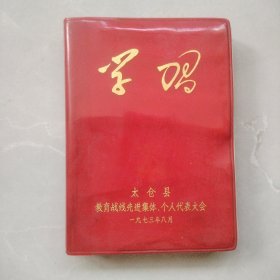 学习
太仓县
教育战线先进集体、个人代表大会
一九七三年八月